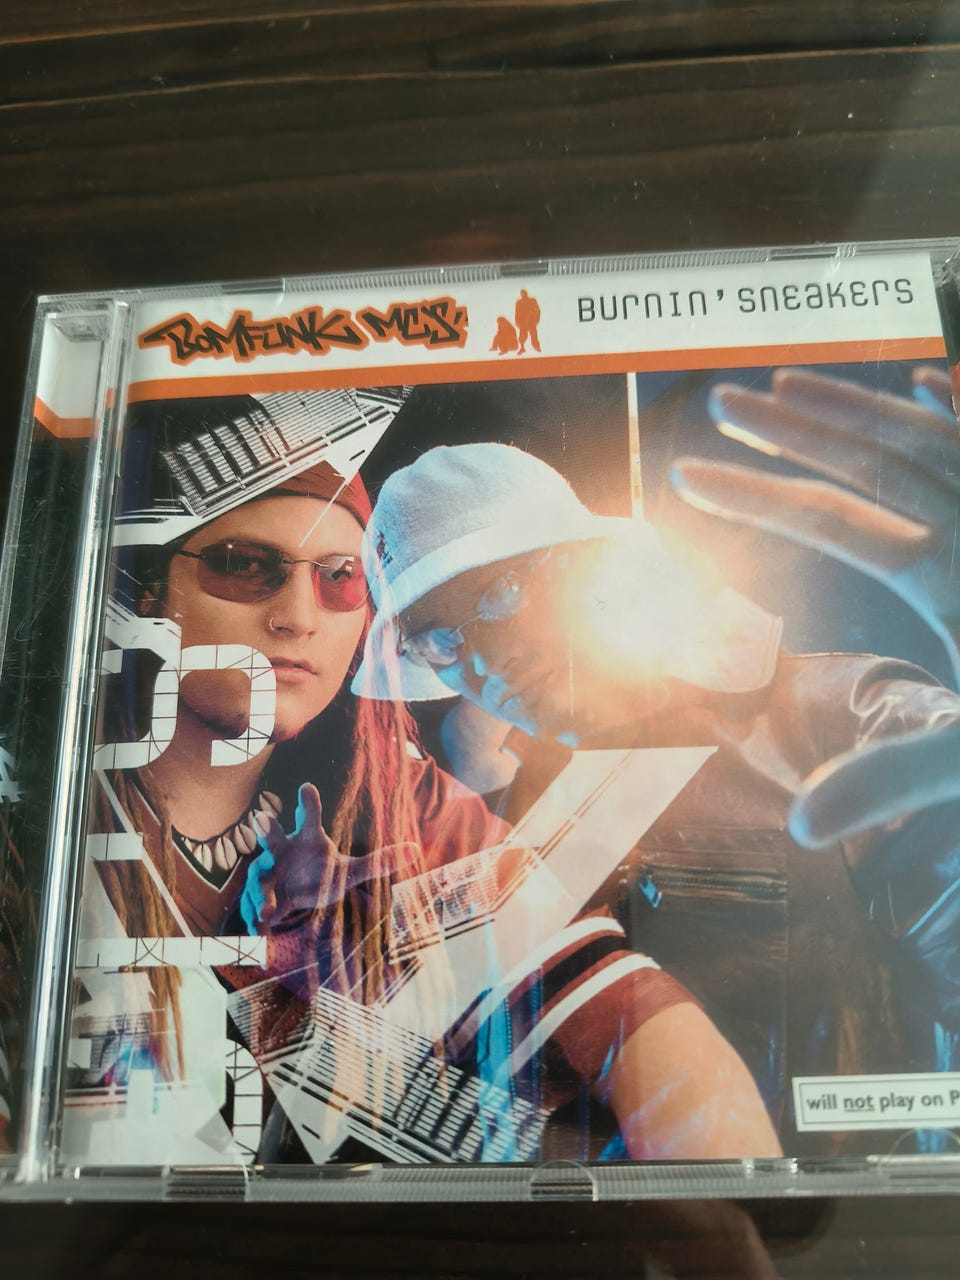 BOMFUNK MC'S
BURNIN' SNEAKERS
will not play on P